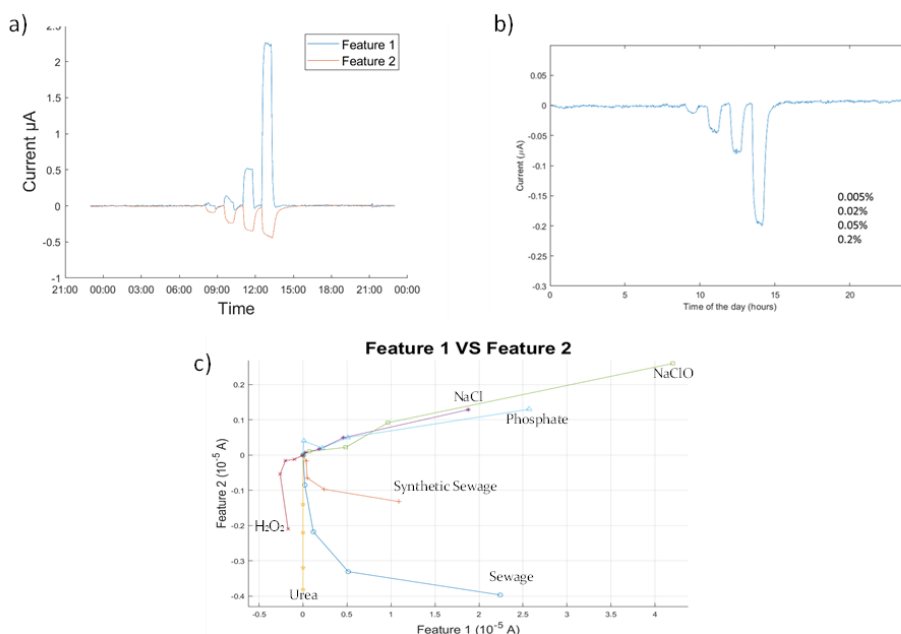 a)
Current µA
2.5
2
1.5
1
0.5
0
-0.5
-1
Feature 1
Feature 2
21:00 00:00 03:00 06:00 09:00 12:00 15:00 18:00 21:00 00:00
Time
b)
Current (μA)
0.05
0
-0.05
-0.1
-0.15
-0.2
-0.25
-0.3
0.005%
0.02%
0.05%
0.2%
0 5 10 15 20
Time of the day (hours)
c)
Feature 1 VS Feature 2
Feature 2 (10⁻⁵ A)
0.2
0.1
0
-0.1
-0.2
-0.3
-0.4
NaClO
NaCl
Phosphate
Synthetic Sewage
H₂O₂
Sewage
Urea
-0.5 0 0.5 1 1.5 2 2.5 3 3.5 4
Feature 1 (10⁻⁵ A)